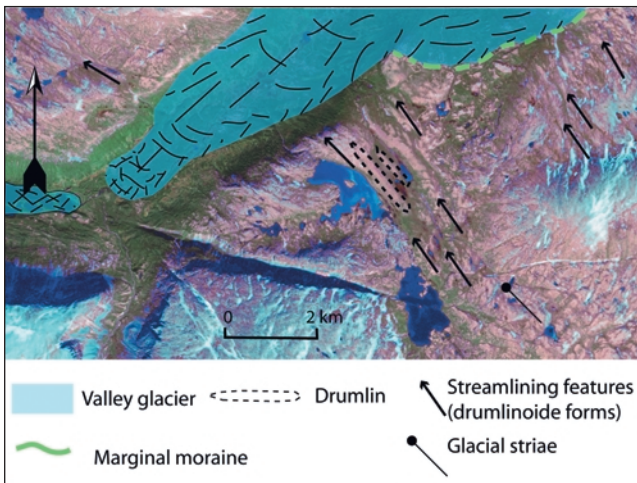 0 2 km
Valley glacier
Drumlin
Streamlining features
(drumlinoide forms)
Marginal moraine
Glacial striae